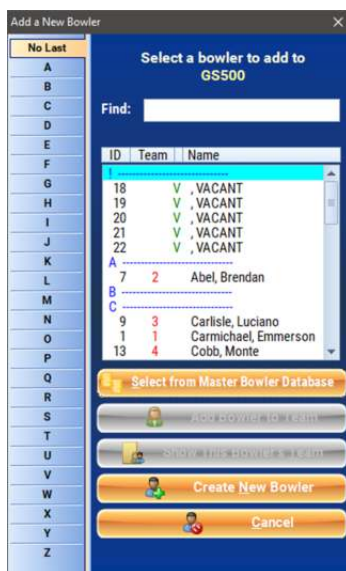 Add a New Bowler
No Last
A
B
C
D
E
F
G
H
I
J
K
L
M
N
O
P
Q
R
S
T
U
V
W
X
Y
Z
Select a bowler to add to
GS500
Find:
ID Team Name
! ----------------------------
18 V , VACANT
19 V , VACANT
20 V , VACANT
21 V , VACANT
22 V , VACANT
A ----------------------------
7 2 Abel, Brendan
B ----------------------------
C ----------------------------
9 3 Carlisle, Luciano
1 1 Carmichael, Emmerson
13 4 Cobb, Monte
Select from Master Bowler Database
Add Bowler to Team
Show This Bowler's Team
Create New Bowler
Cancel